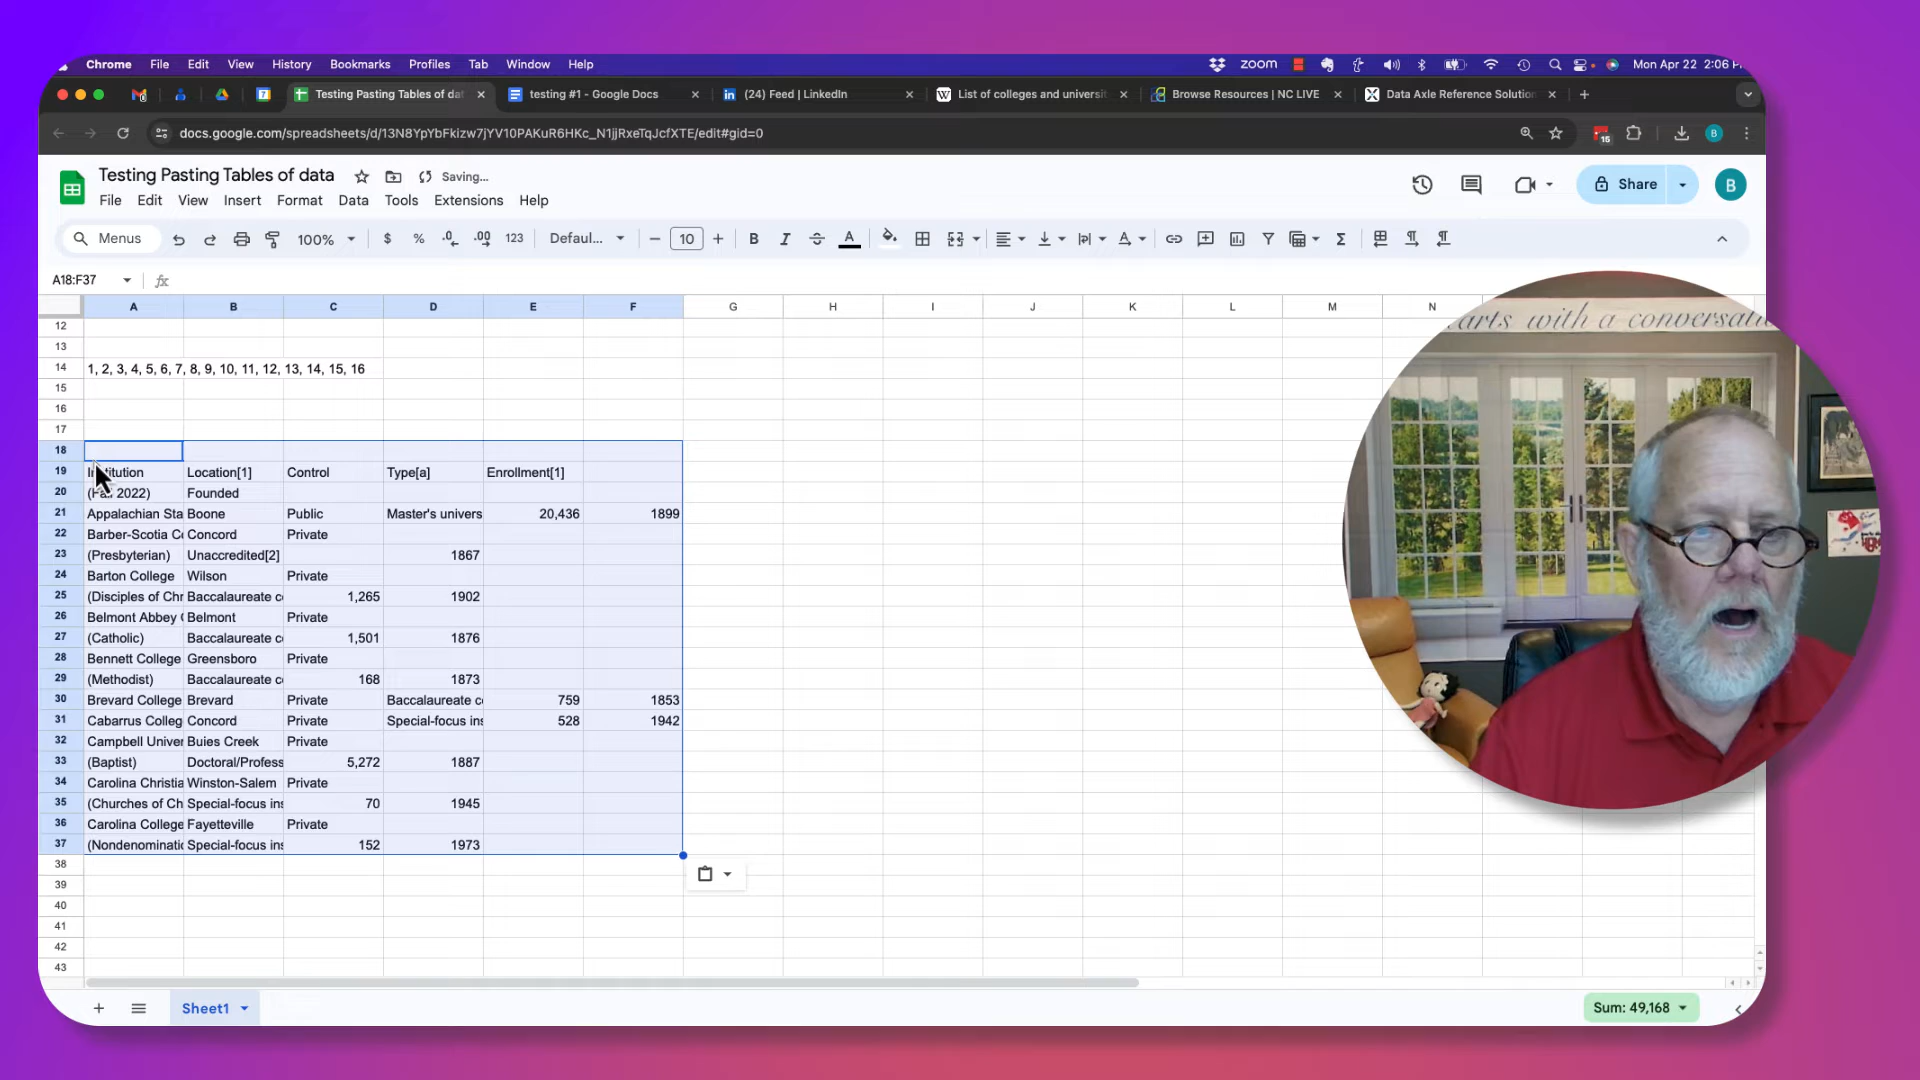 Chrome File Edit View History Bookmarks Profiles Tab Window Help zoom Mon Apr 22 2:06
Testing Pasting Tables of dat testing #1 - Google Docs (24) Feed | LinkedIn List of colleges and universit Browse Resources | NC LIVE Data Axle Reference Solution
docs.google.com/spreadsheets/d/13N8YpYbFkizw7jYV10PAKuR6HKc_N1jjRxeTqJcfXTE/edit#gid=0 15 B
Testing Pasting Tables of data Saving... Share B
File Edit View Insert Format Data Tools Extensions Help
Menus 100% $ % .0 .00 123 Defaul... 10 B I A
A18:F37 fx
A B C D E F G H I J K L M N
12
13
14 1, 2, 3, 4, 5, 6, 7, 8, 9, 10, 11, 12, 13, 14, 15, 16
15
16
17
18
19 Institution Location[1] Control Type[a] Enrollment[1]
20 (Fall 2022) Founded
21 Appalachian Sta Boone Public Master's univers 20,436 1899
22 Barber-Scotia Co Concord Private
23 (Presbyterian) Unaccredited[2] 1867
24 Barton College Wilson Private
25 (Disciples of Chr Baccalaureate c 1,265 1902
26 Belmont Abbey Belmont Private
27 (Catholic) Baccalaureate c 1,501 1876
28 Bennett College Greensboro Private
29 (Methodist) Baccalaureate c 168 1873
30 Brevard College Brevard Private Baccalaureate c 759 1853
31 Cabarrus Colleg Concord Private Special-focus ins 528 1942
32 Campbell Univer Buies Creek Private
33 (Baptist) Doctoral/Profess 5,272 1887
34 Carolina Christia Winston-Salem Private
35 (Churches of Ch Special-focus ins 70 1945
36 Carolina College Fayetteville Private
37 (Nondenominatio Special-focus ins 152 1973
38
39
40
41
42
43
Sheet1 Sum: 49,168
arts with a conversati